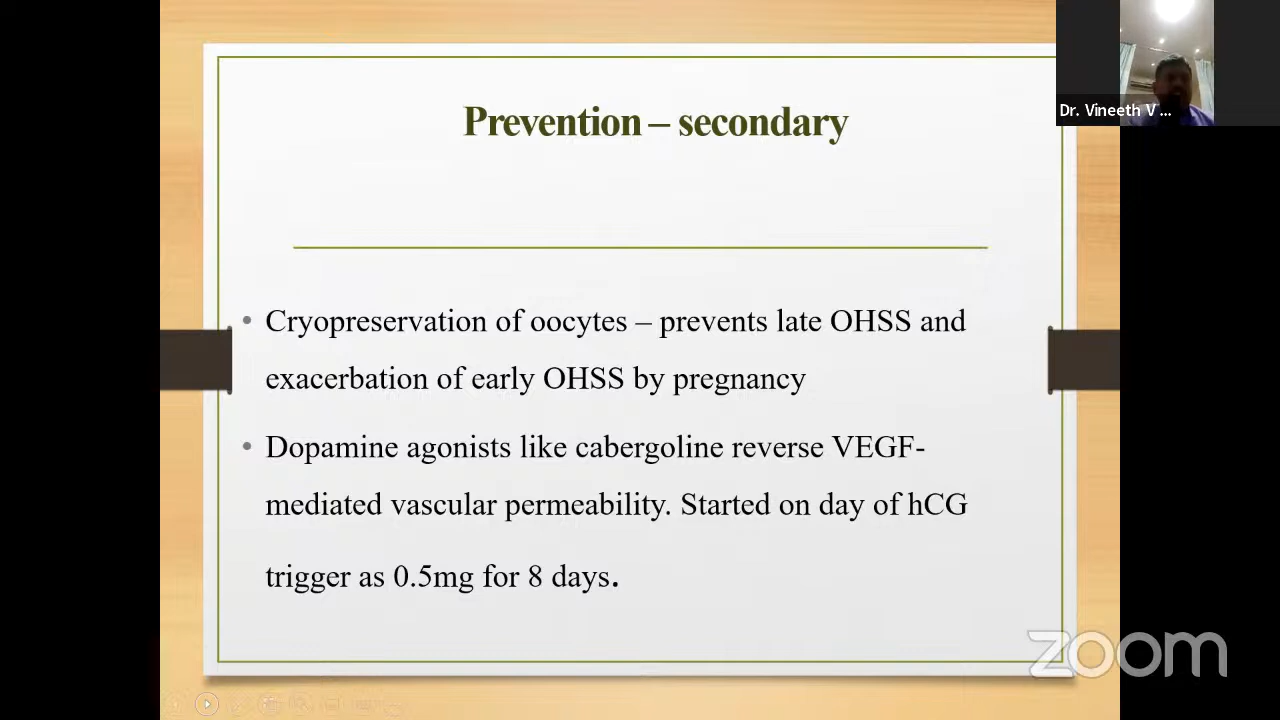 Prevention – secondary
Dr. Vineeth V ...
• Cryopreservation of oocytes – prevents late OHSS and
exacerbation of early OHSS by pregnancy
• Dopamine agonists like cabergoline reverse VEGF-
mediated vascular permeability. Started on day of hCG
trigger as 0.5mg for 8 days.
zoom